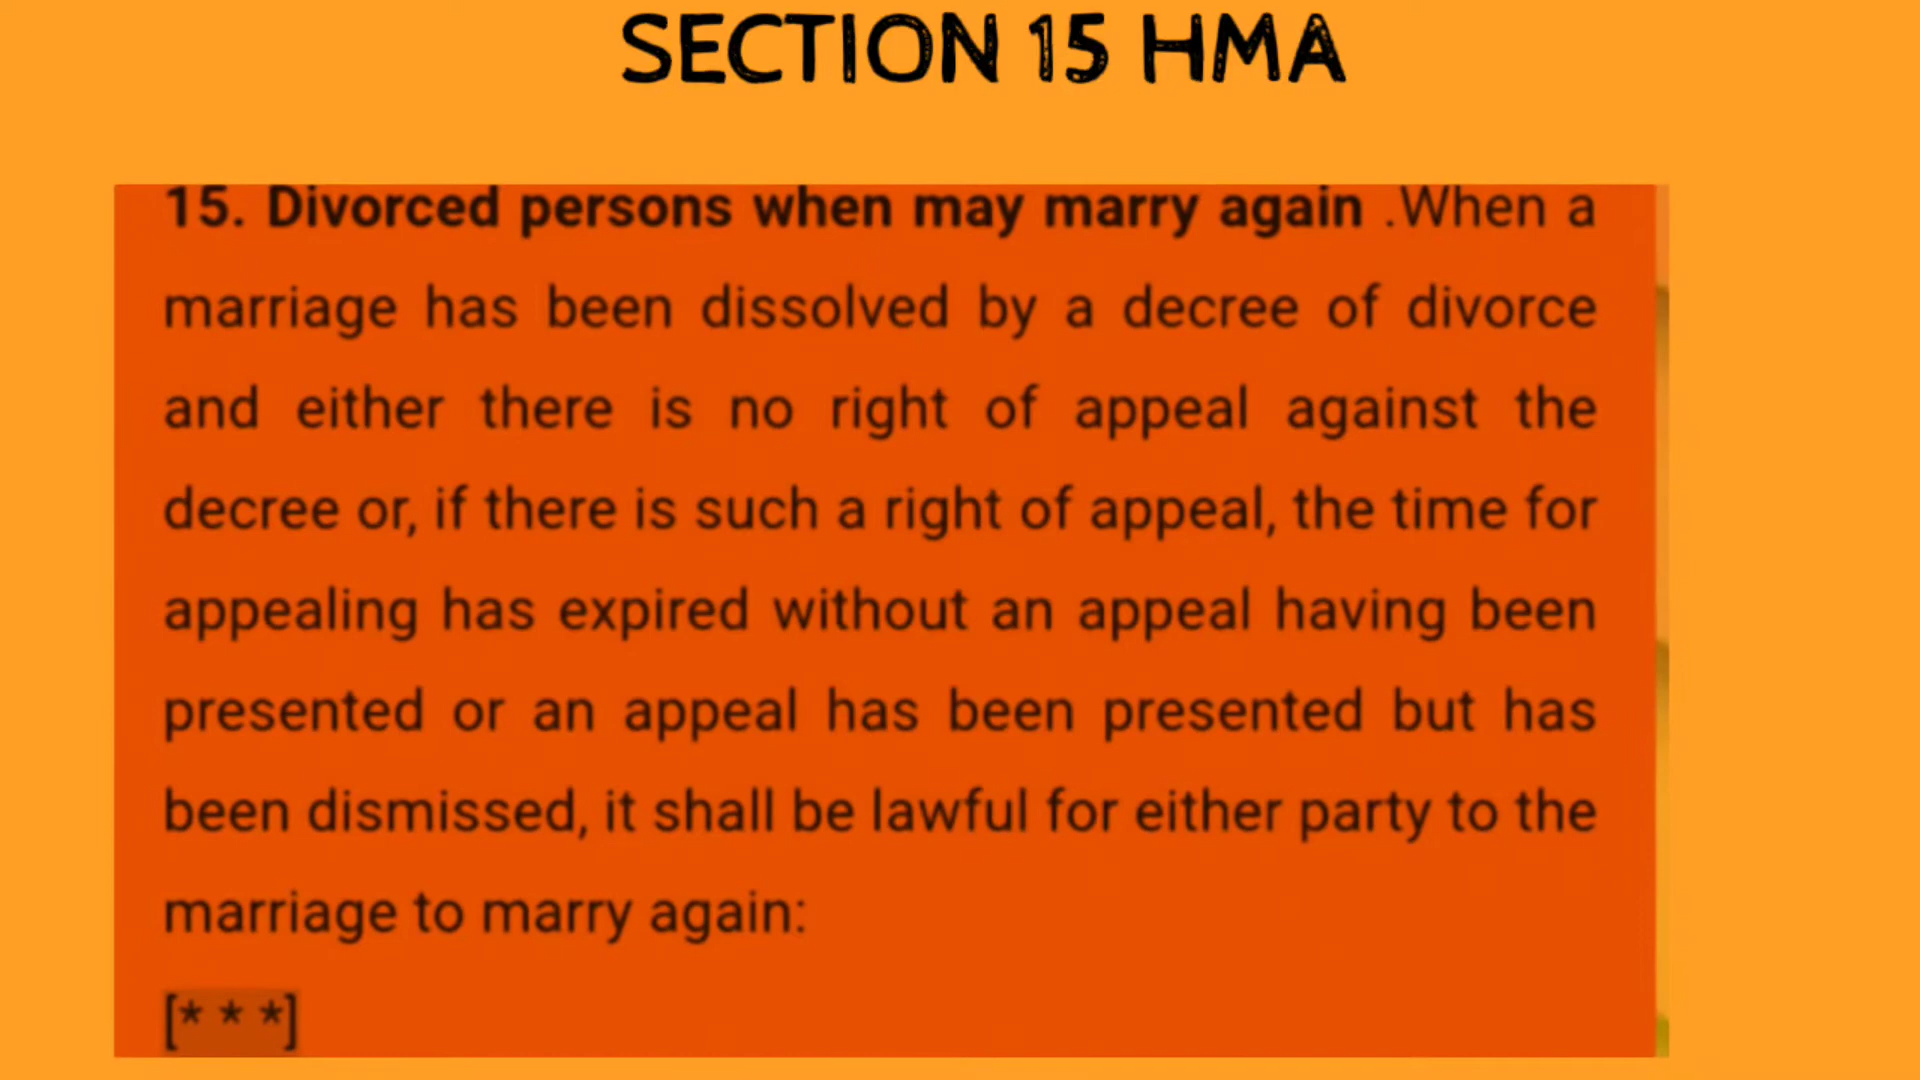 SECTION 15 HMA
15. Divorced persons when may marry again .When a
marriage has been dissolved by a decree of divorce
and either there is no right of appeal against the
decree or, if there is such a right of appeal, the time for
appealing has expired without an appeal having been
presented or an appeal has been presented but has
been dismissed, it shall be lawful for either party to the
marriage to marry again:
[* * *]